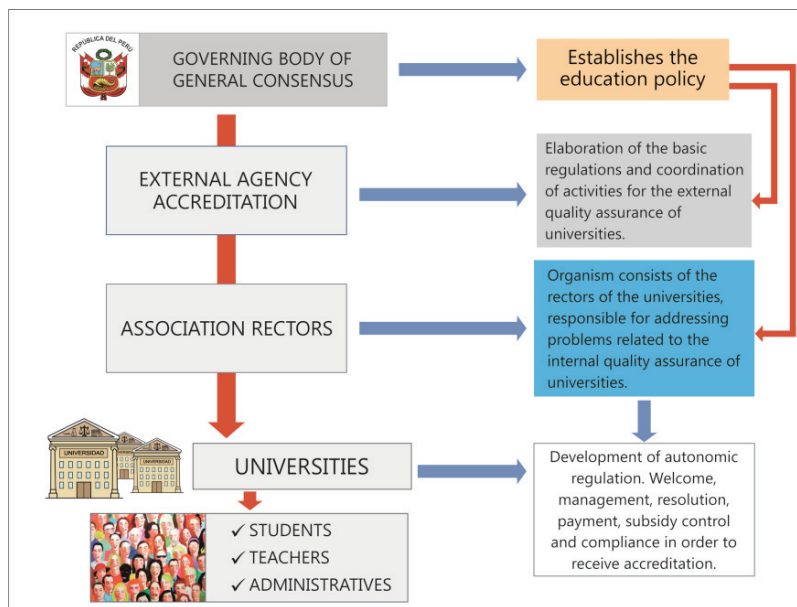 REPÚBLICA DEL PERÚ
GOVERNING BODY OF
GENERAL CONSENSUS
Establishes the
education policy
EXTERNAL AGENCY
ACCREDITATION
Elaboration of the basic
regulations and coordination
of activities for the external
quality assurance of
universities.
ASSOCIATION RECTORS
Organism consists of the
rectors of the universities,
responsible for addressing
problems related to the
internal quality assurance of
universities.
UNIVERSIDAD
UNIVERSIDAD
UNIVERSITIES
Development of autonomic
regulation. Welcome,
management, resolution,
payment, subsidy control
and compliance in order to
receive accreditation.
✓ STUDENTS
✓ TEACHERS
✓ ADMINISTRATIVES